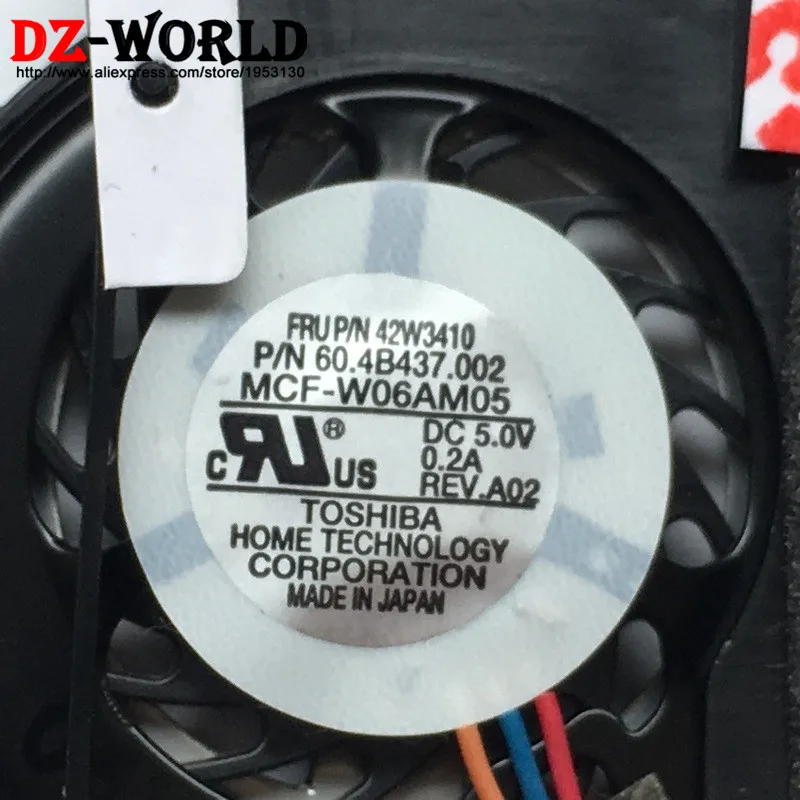 DZ-WORLD
http://www.aliexpress.com/store/1953130
FRU P/N 42W3410
P/N 60.4B437.002
MCF-W06AM05
c RU ® US
DC 5.0V
0.2A
REV.A02
TOSHIBA
HOME TECHNOLOGY
CORPORATION
MADE IN JAPAN